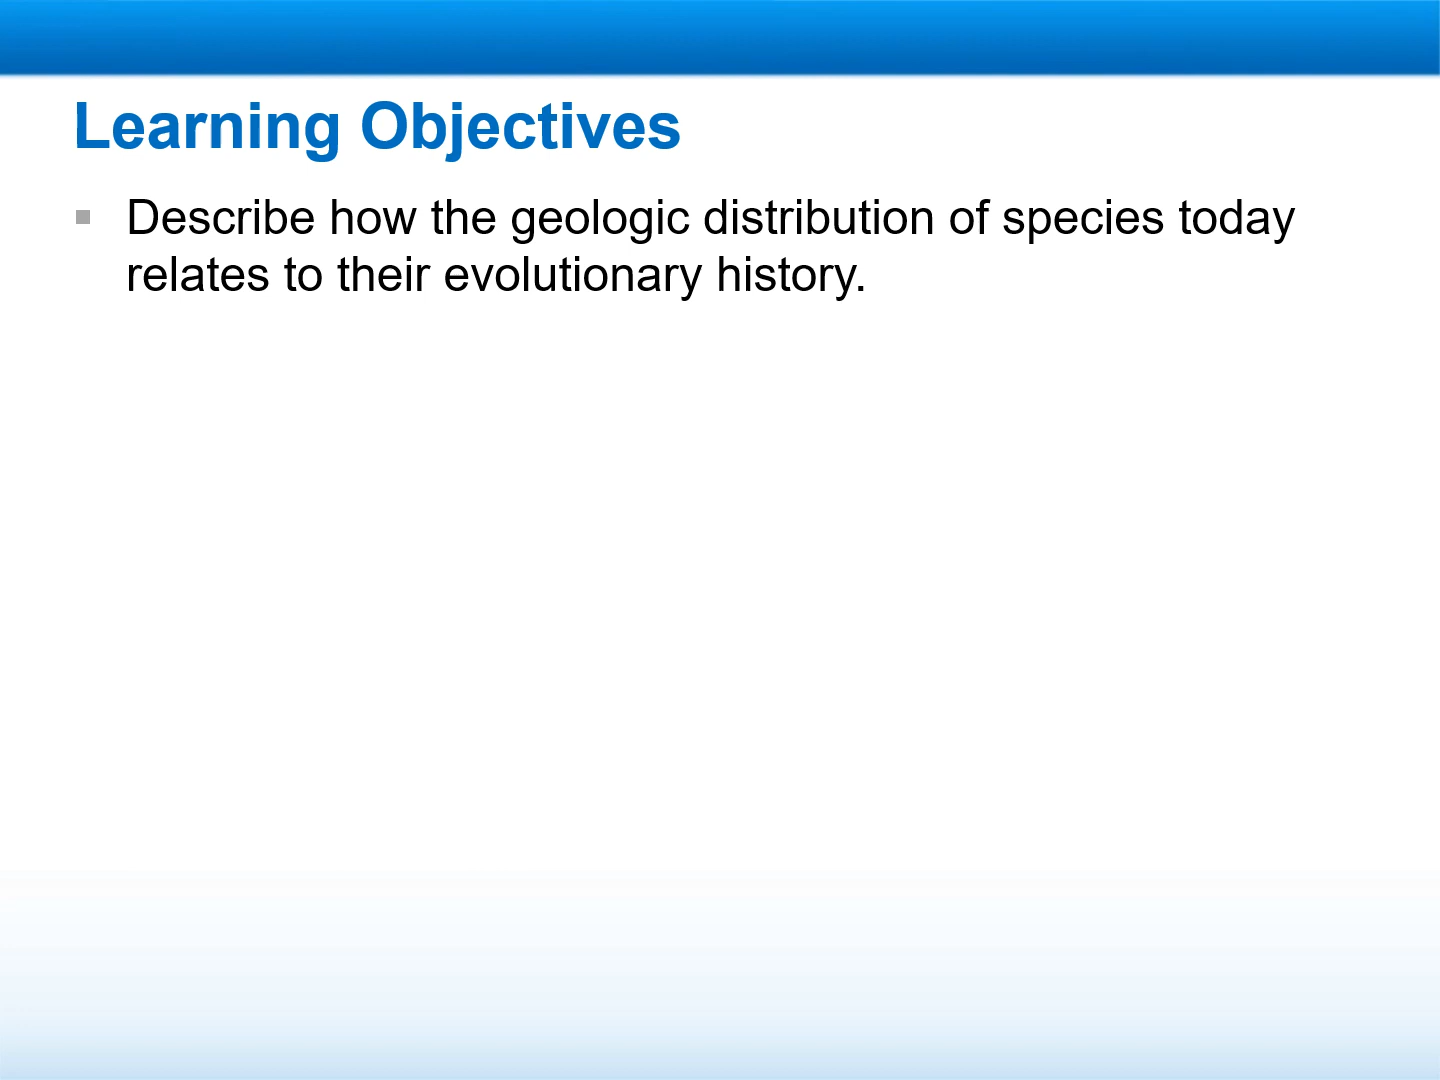 Learning Objectives
Describe how the geologic distribution of species today
relates to their evolutionary history.